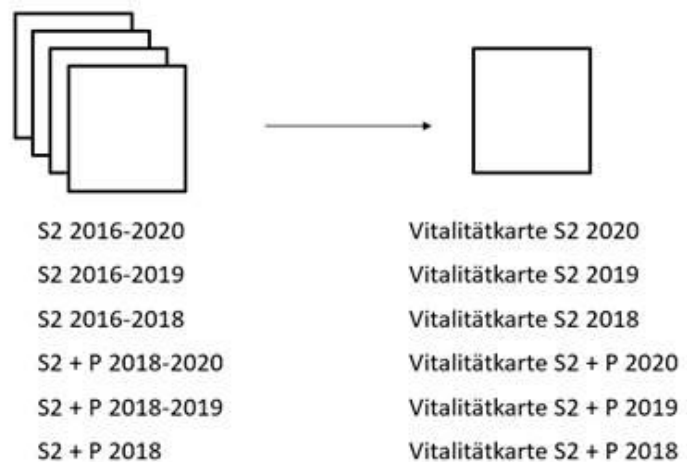 S2 2016-2020 Vitalitätkarte S2 2020
S2 2016-2019 Vitalitätkarte S2 2019
S2 2016-2018 Vitalitätkarte S2 2018
S2 + P 2018-2020 Vitalitätkarte S2 + P 2020
S2 + P 2018-2019 Vitalitätkarte S2 + P 2019
S2 + P 2018 Vitalitätkarte S2 + P 2018